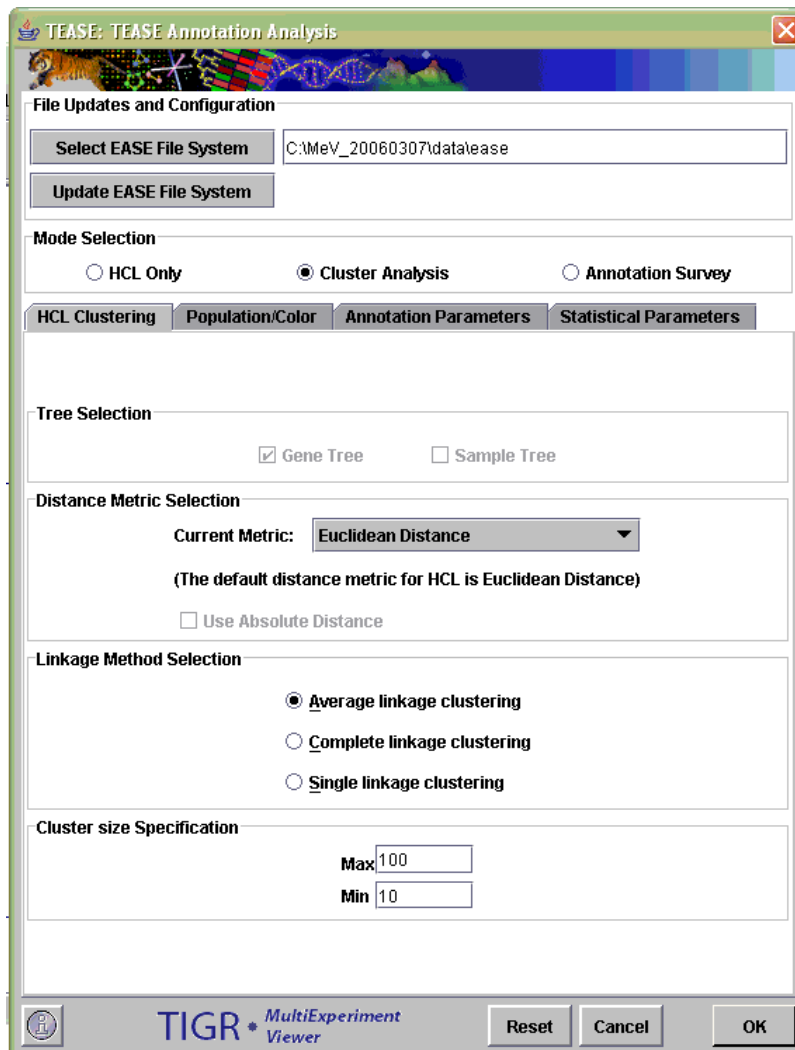 TEASE: TEASE Annotation Analysis
File Updates and Configuration
Select EASE File System C:\MeV_20060307\data\ease
Update EASE File System
Mode Selection
HCL Only Cluster Analysis Annotation Survey
HCL Clustering Population/Color Annotation Parameters Statistical Parameters
Tree Selection
Gene Tree Sample Tree
Distance Metric Selection
Current Metric: Euclidean Distance
(The default distance metric for HCL is Euclidean Distance)
Use Absolute Distance
Linkage Method Selection
Average linkage clustering
Complete linkage clustering
Single linkage clustering
Cluster size Specification
Max 100
Min 10
TIGR • MultiExperiment Viewer Reset Cancel OK